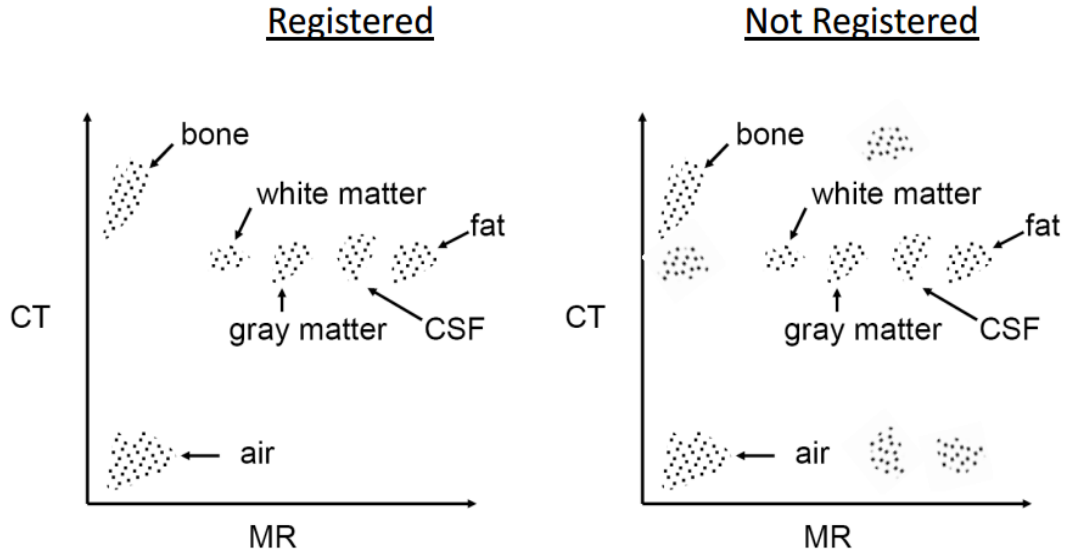 Registered
bone
white matter
fat
CT
gray matter
CSF
air
MR
Not Registered
bone
white matter
fat
CT
gray matter
CSF
air
MR